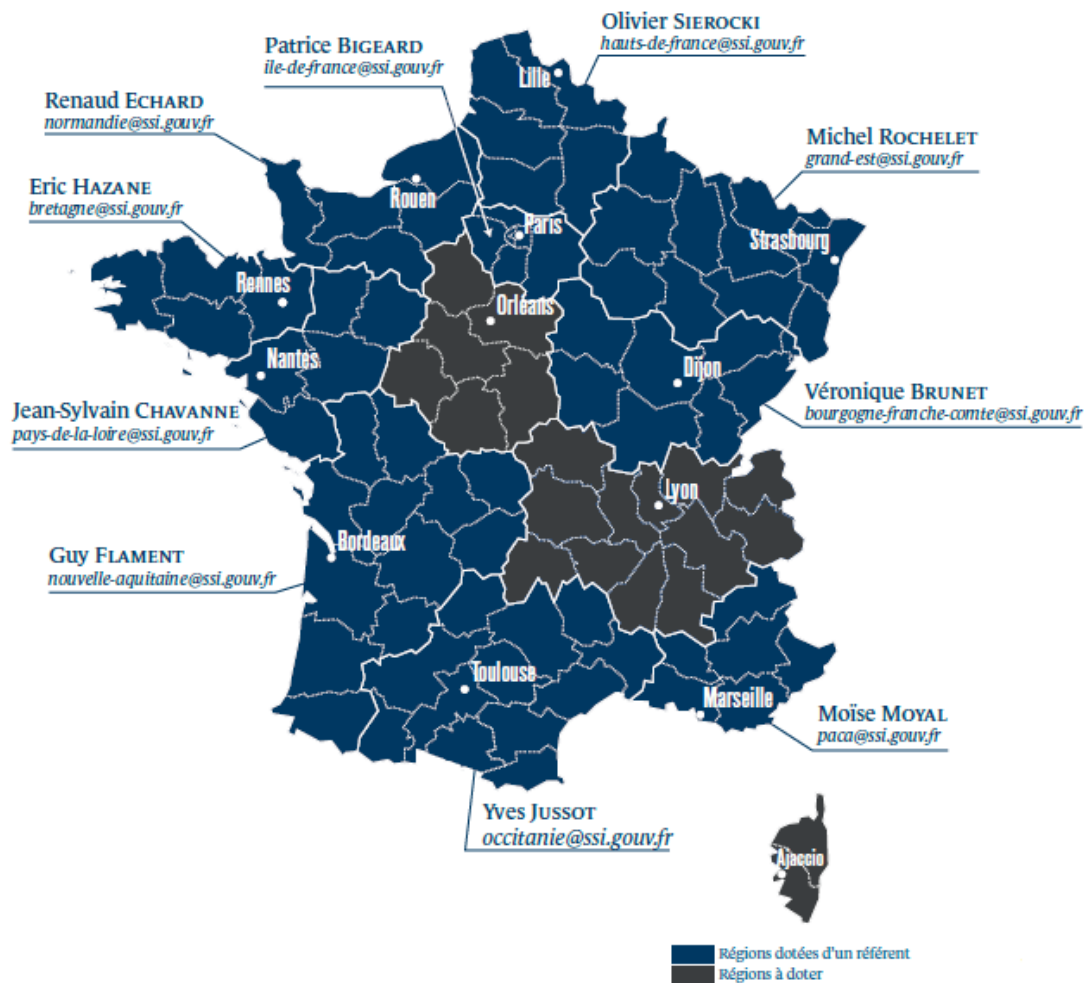 Olivier Sierocki
hauts-de-france@ssi.gouv.fr
Patrice Bigeard
ile-de-france@ssi.gouv.fr
Lille
Renaud Echard
normandie@ssi.gouv.fr
Michel Rochelet
grand-est@ssi.gouv.fr
Eric Hazane
bretagne@ssi.gouv.fr
Rouen
Paris
Strasbourg
Rennes
Orléans
Nantes
Dijon
Jean-Sylvain Chavanne
pays-de-la-loire@ssi.gouv.fr
Véronique Brunet
bourgogne-franche-comte@ssi.gouv.fr
Lyon
Bordeaux
Guy Flament
nouvelle-aquitaine@ssi.gouv.fr
Toulouse
Marseille
Moïse Moyal
paca@ssi.gouv.fr
Yves Jussot
occitanie@ssi.gouv.fr
Ajaccio
Régions dotées d'un référent
Régions à doter